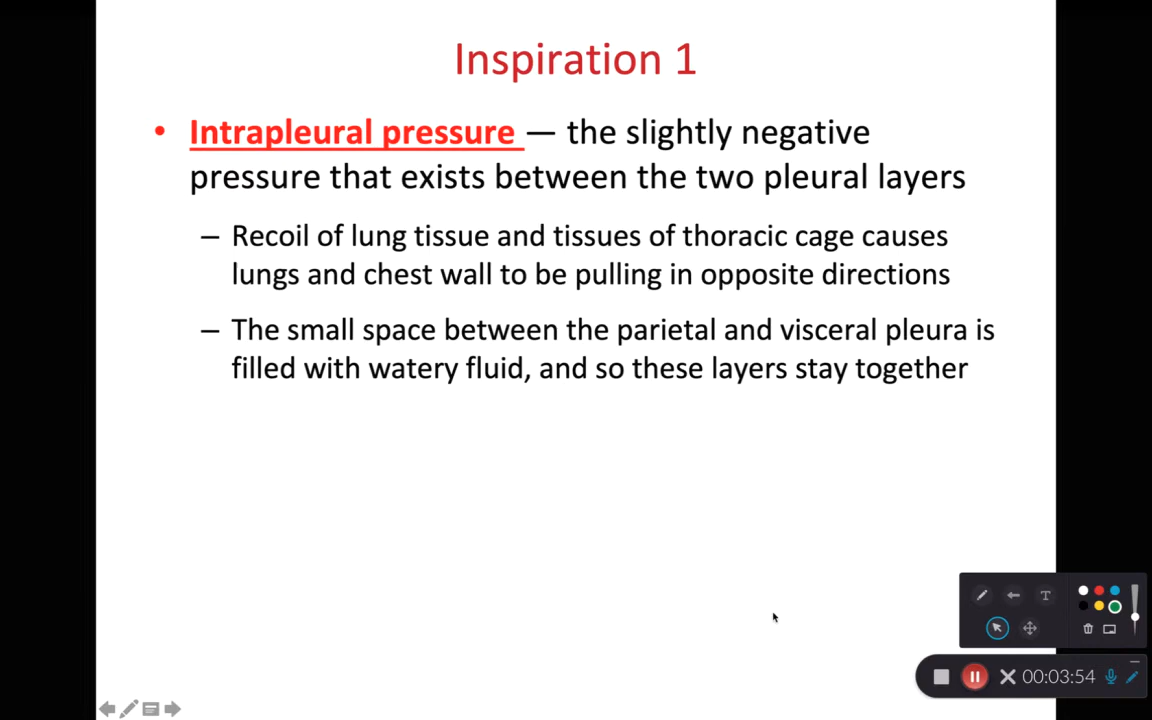 Inspiration 1
• Intrapleural pressure — the slightly negative
pressure that exists between the two pleural layers
– Recoil of lung tissue and tissues of thoracic cage causes
lungs and chest wall to be pulling in opposite directions
– The small space between the parietal and visceral pleura is
filled with watery fluid, and so these layers stay together
T
00:03:54